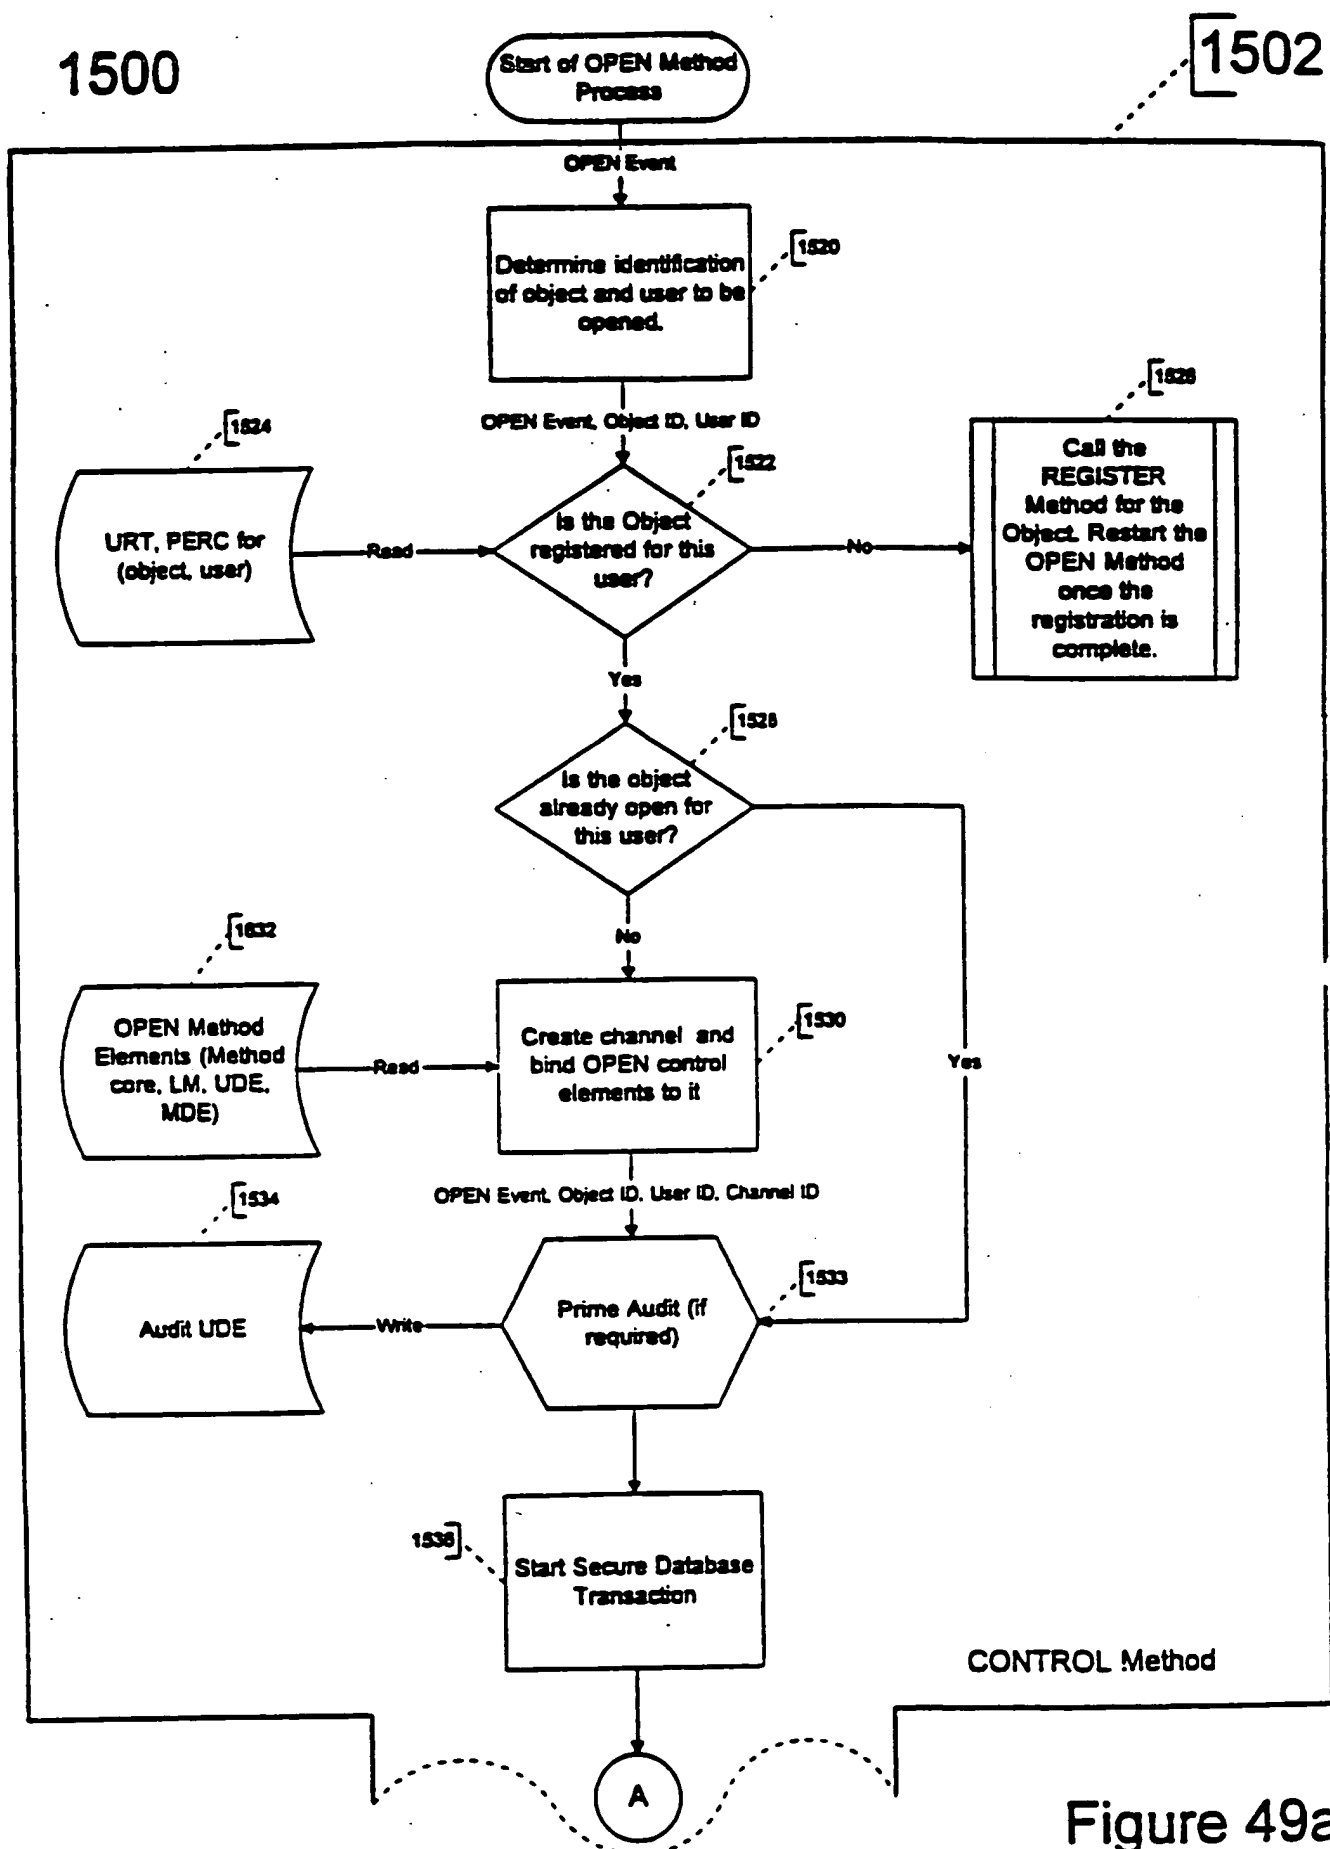 1500
1502
Start of OPEN Method
Process
OPEN Event
1520
Determine identification
of object and user to be
opened.
OPEN Event, Object ID, User ID
1524
1522
1526
URT, PERC for
(object, user)
Read
Is the Object
registered for this
user?
No
Call the
REGISTER
Method for the
Object. Restart the
OPEN Method
once the
registration is
complete.
Yes
1528
Is the object
already open for
this user?
No
Yes
1532
OPEN Method
Elements (Method
core, LM, UDE,
MDE)
Read
1530
Create channel and
bind OPEN control
elements to it
OPEN Event, Object ID, User ID, Channel ID
1534
1533
Audit UDE
Write
Prime Audit (if
required)
1536
Start Secure Database
Transaction
CONTROL Method
A
Figure 49a